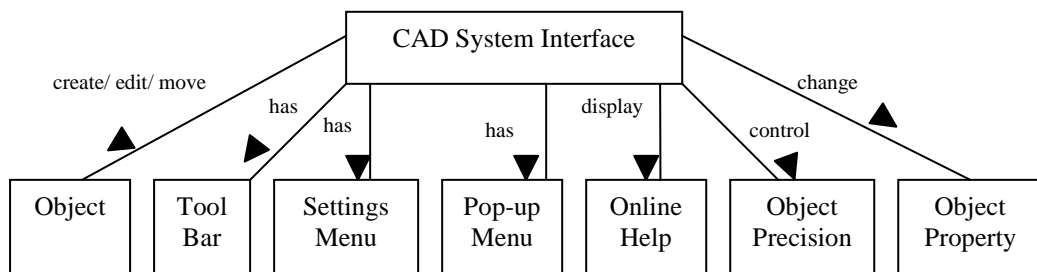 CAD System Interface
create/ edit/ move
has
has
has
display
control
change
Object
Tool
Bar
Settings
Menu
Pop-up
Menu
Online
Help
Object
Precision
Object
Property